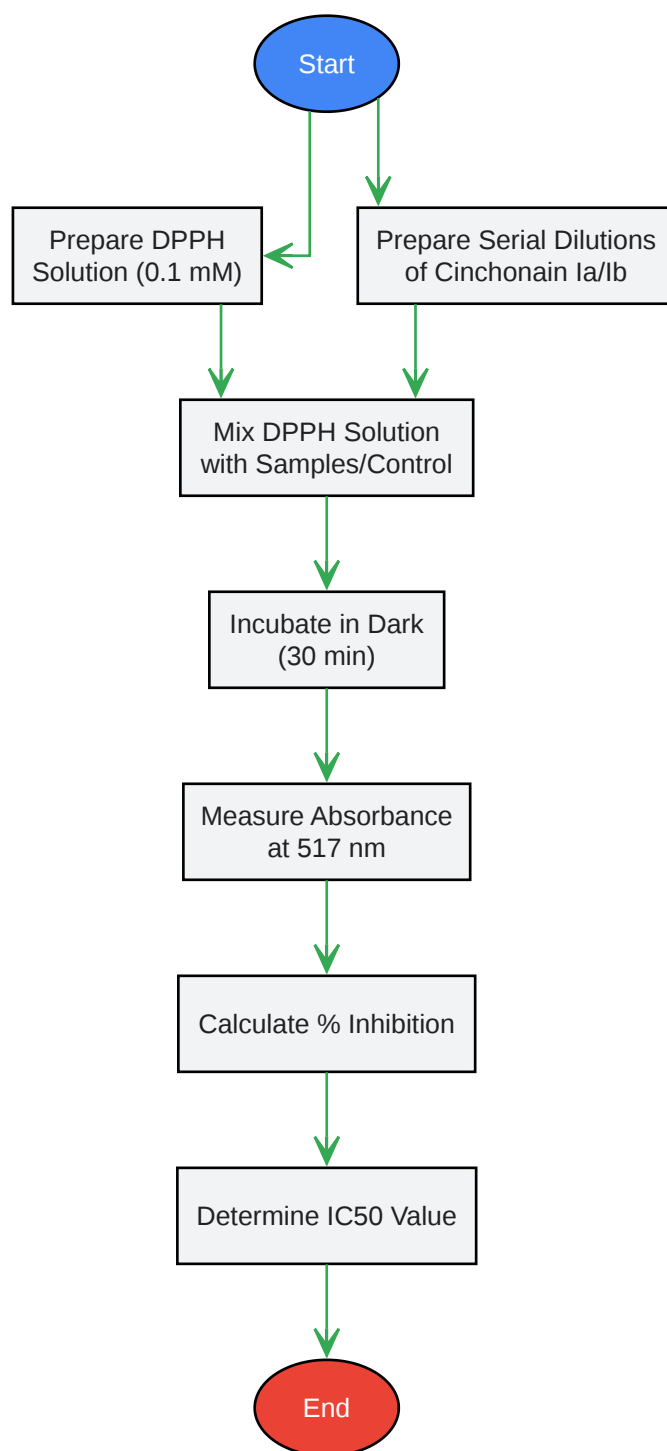 Start
Prepare DPPH
Solution (0.1 mM)
Prepare Serial Dilutions
of Cinchonain Ia/Ib
Mix DPPH Solution
with Samples/Control
Incubate in Dark
(30 min)
Measure Absorbance
at 517 nm
Calculate % Inhibition
Determine IC50 Value
End